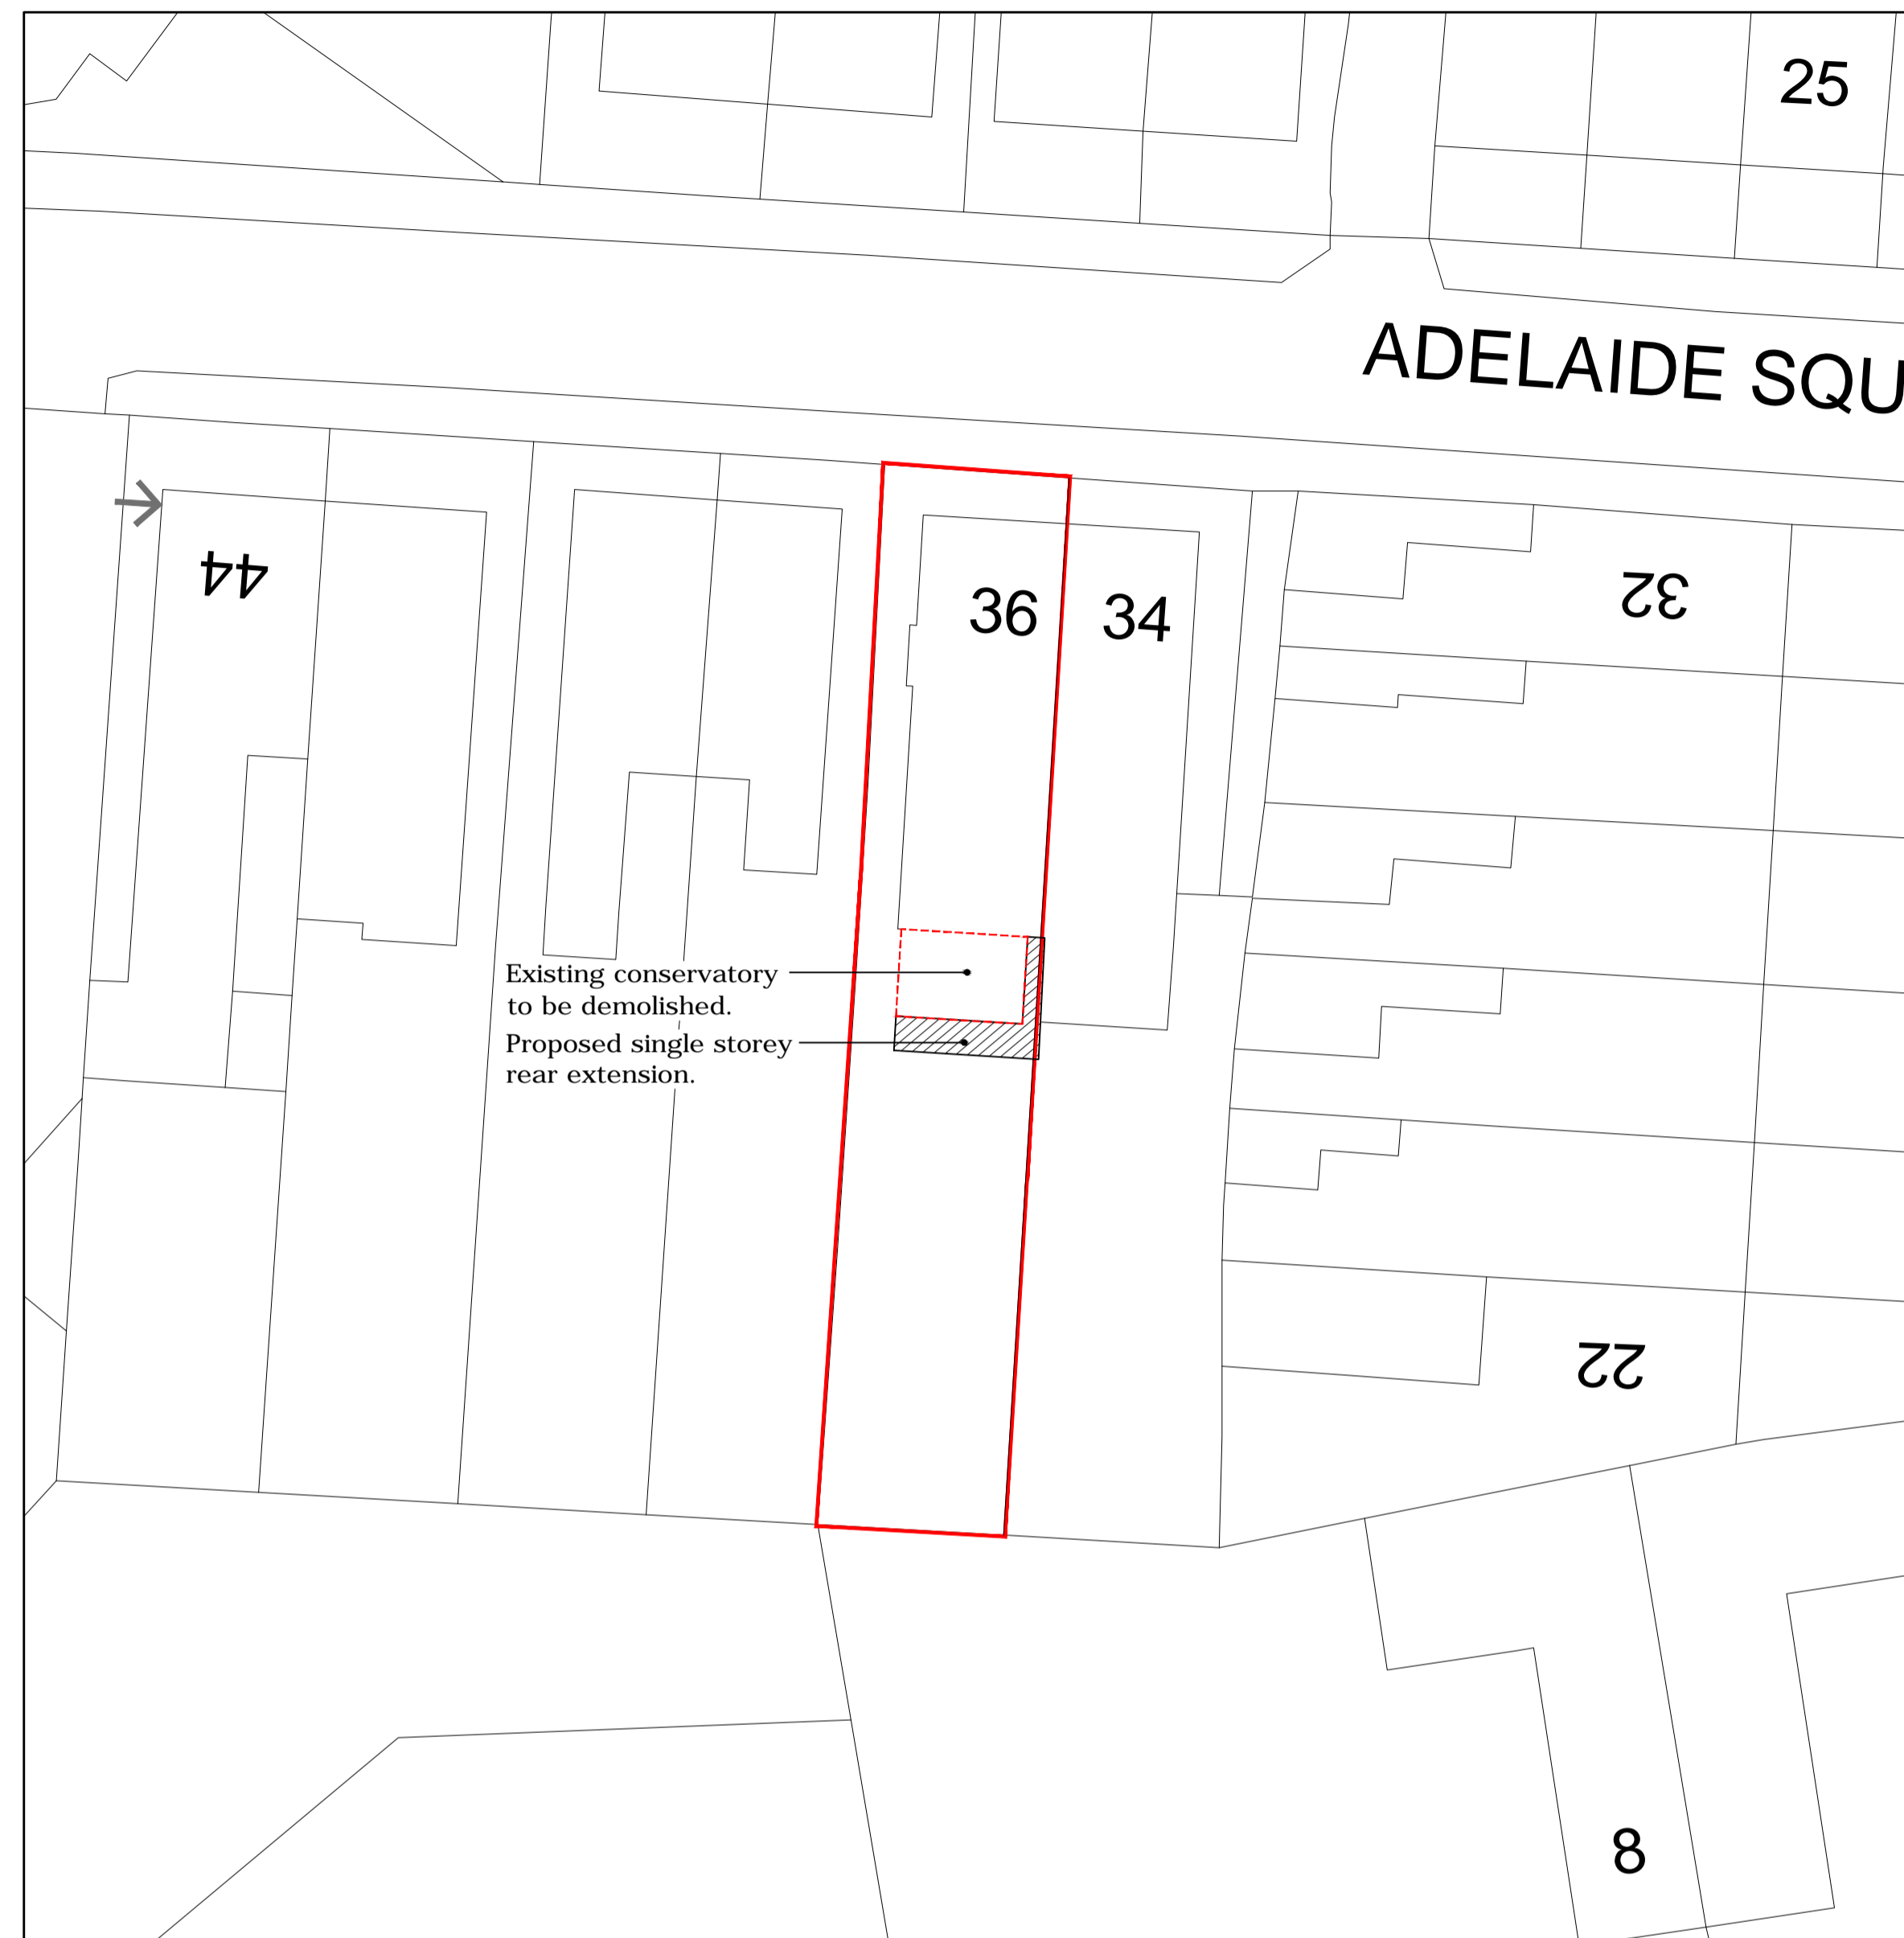 25
ADELAIDE SQU
44
36
34
32
Existing conservatory
to be demolished.
Proposed single storey
rear extension.
22
8